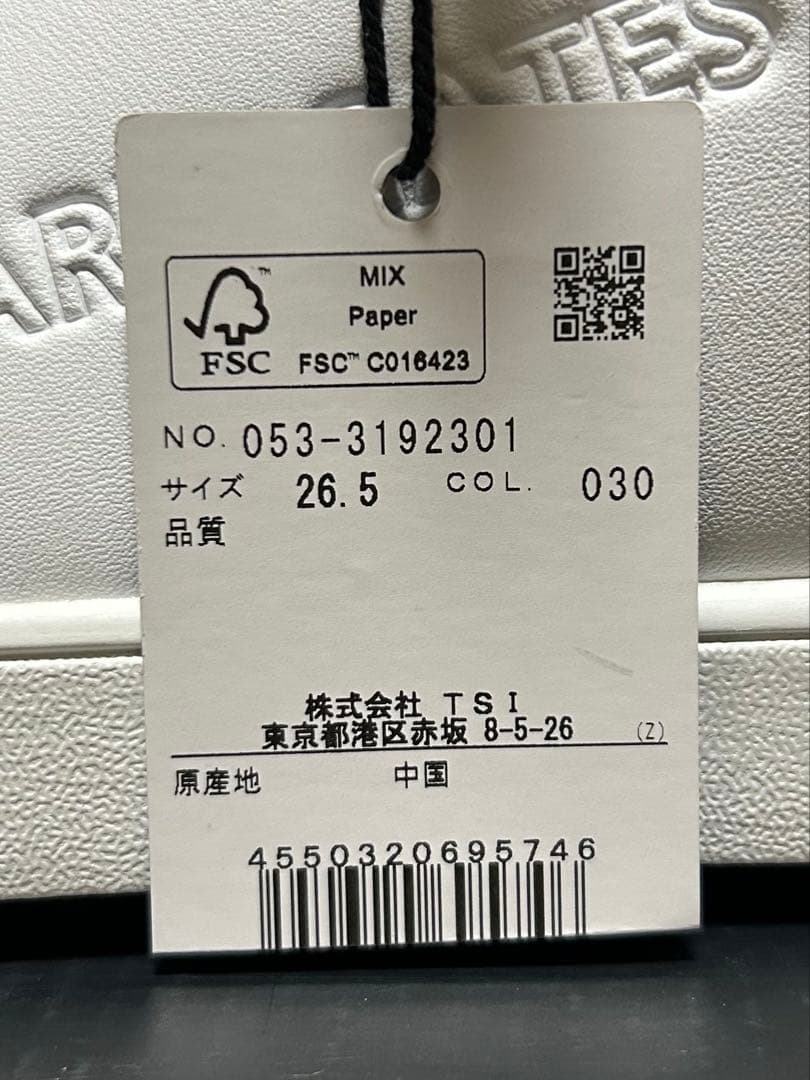 MIX
Paper
FSC™ C016423
FSC
NO. 053-3192301
サイズ 26.5 COL. 030
品質
株式会社 TSI
東京都港区赤坂 8-5-26 (Z)
原産地 中国
4550320695746